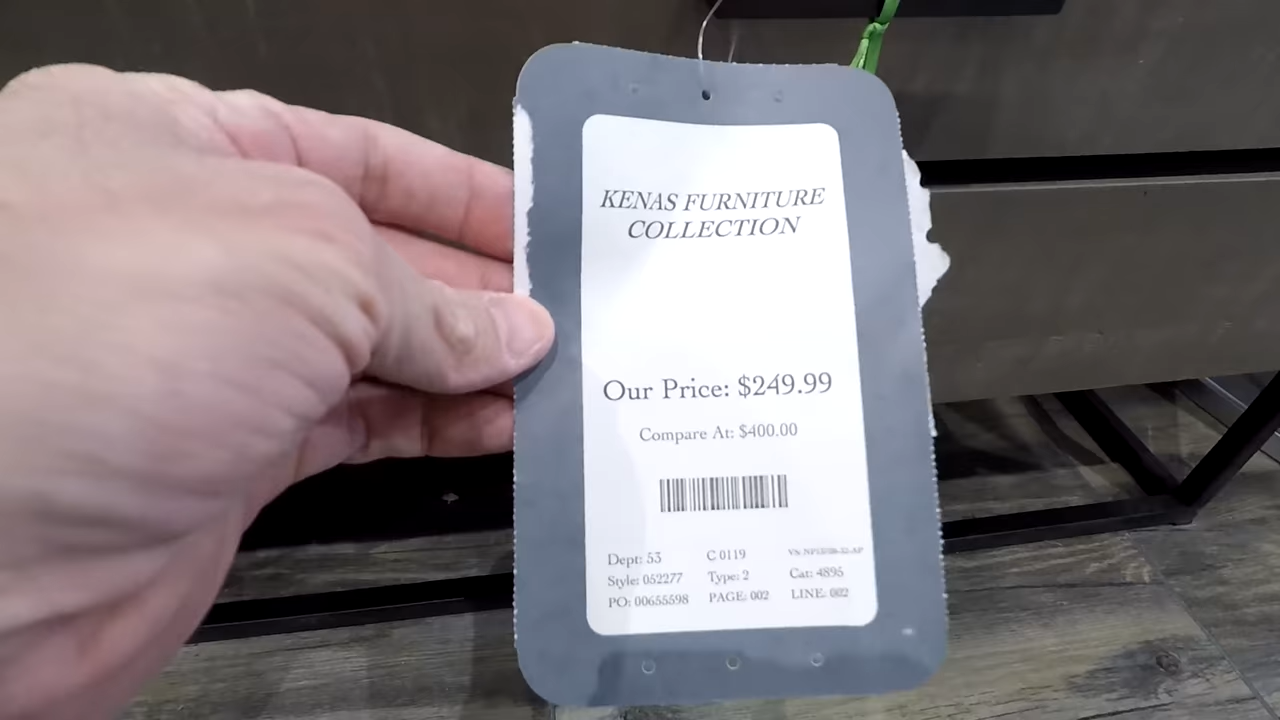 KENAS FURNITURE
COLLECTION
Our Price: $249.99
Compare At: $400.00
Dept: 53 C 0119 VS:
Style: 052277 Type: 2 Cat: 4895
PO: 00655598 PAGE: 002 LINE: 002